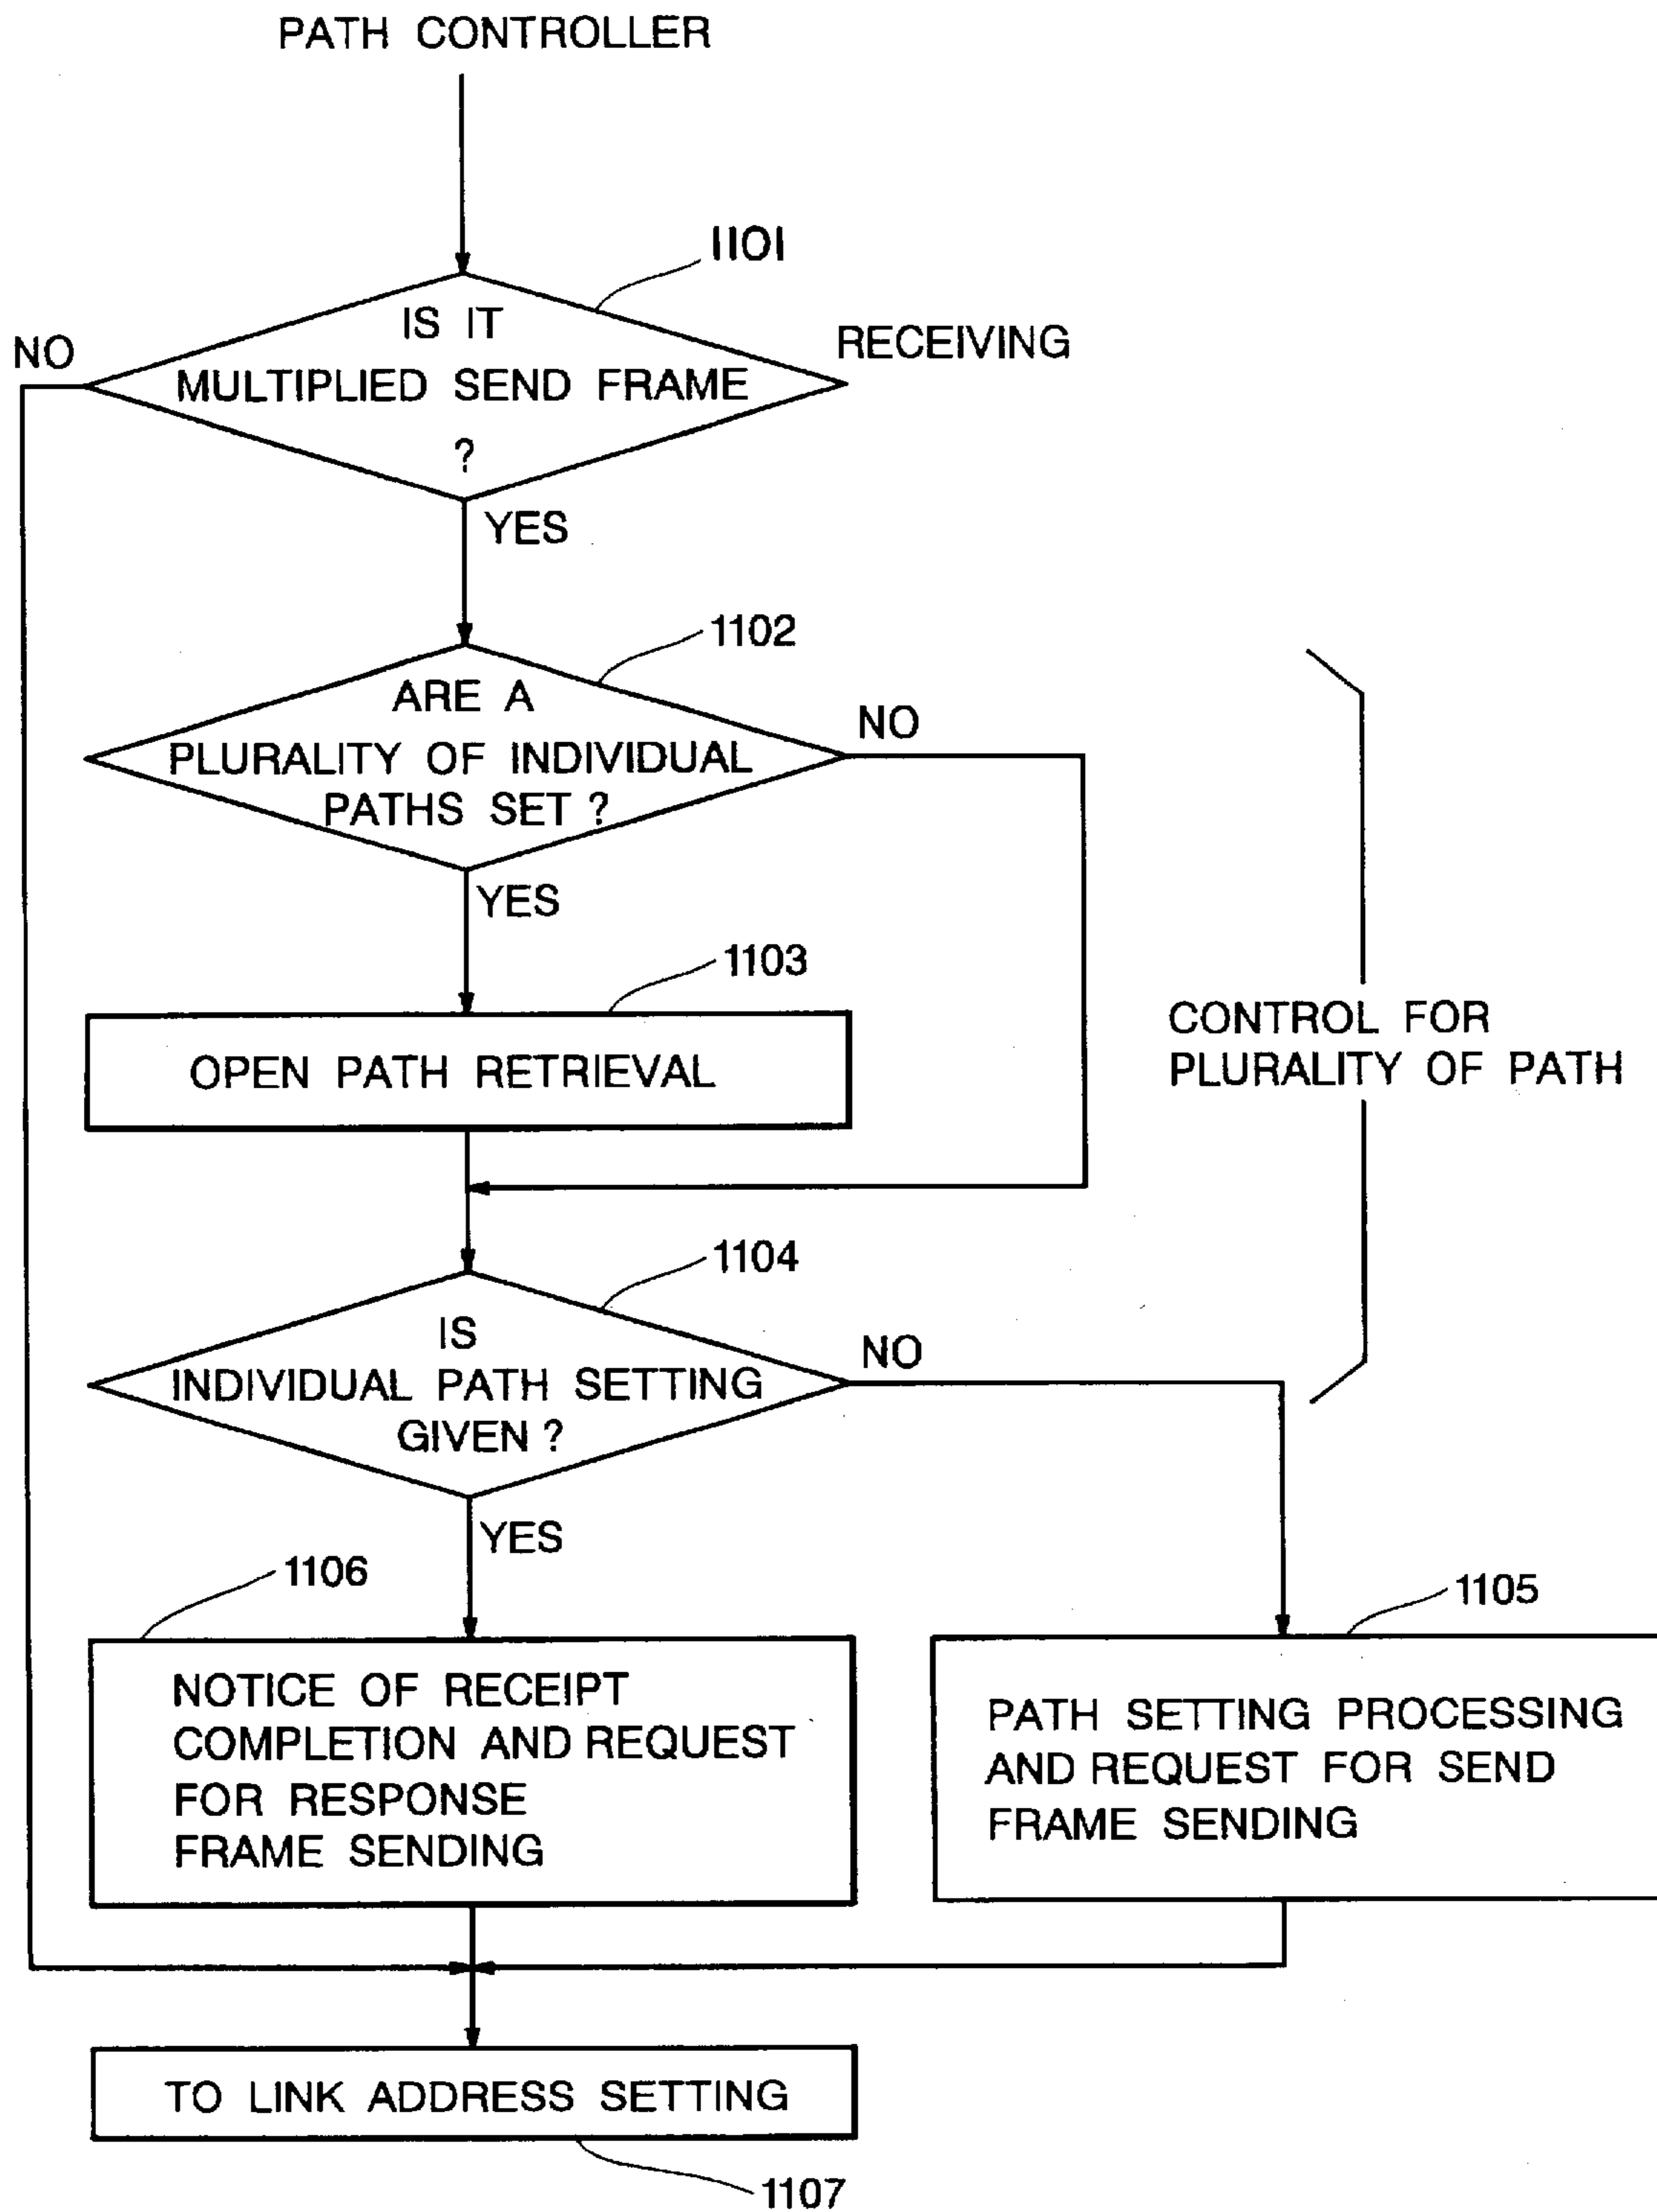 PATH CONTROLLER
1101
IS IT
MULTIPLIED SEND FRAME
?
NO
RECEIVING
YES
1102
ARE A
PLURALITY OF INDIVIDUAL
PATHS SET ?
NO
YES
1103
OPEN PATH RETRIEVAL
CONTROL FOR
PLURALITY OF PATH
1104
IS
INDIVIDUAL PATH SETTING
GIVEN ?
NO
YES
1106
NOTICE OF RECEIPT
COMPLETION AND REQUEST
FOR RESPONSE
FRAME SENDING
1105
PATH SETTING PROCESSING
AND REQUEST FOR SEND
FRAME SENDING
TO LINK ADDRESS SETTING
1107